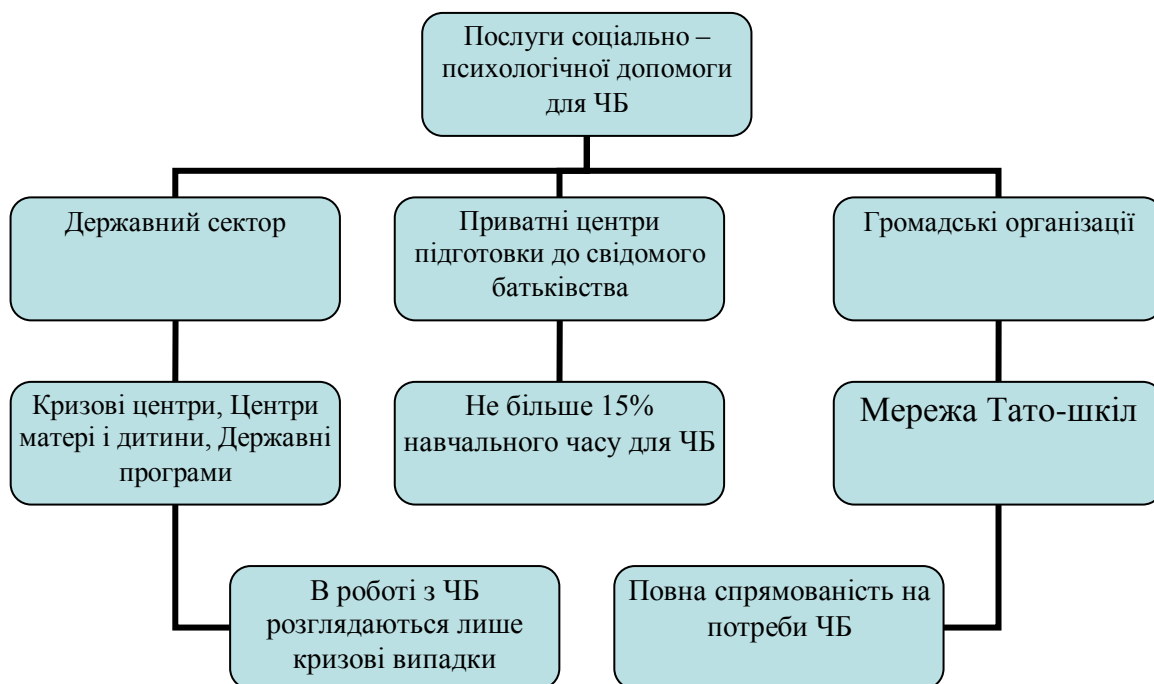 Послуги соціально –
психологічної допомоги
для ЧБ
Державний сектор
Приватні центри
підготовки до свідомого
батьківства
Громадські організації
Кризові центри, Центри
матері і дитини, Державні
програми
Не більше 15%
навчального часу для ЧБ
Мережа Тато-шкіл
В роботі з ЧБ
розглядаються лише
кризові випадки
Повна спрямованість на
потреби ЧБ